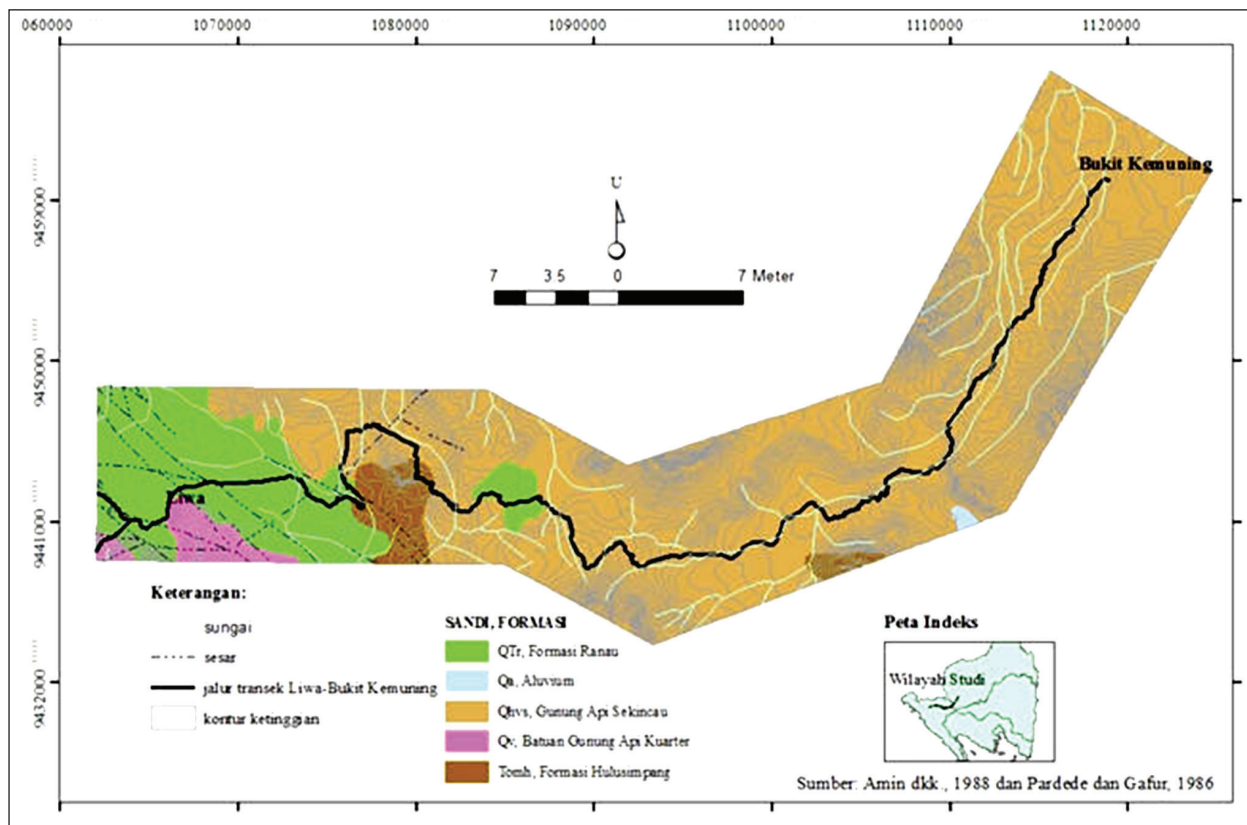 060000 1070000 1080000 1090000 1100000 1110000 1120000
9459000
9450000
9441000
9432000
Bukit Kemuning
U
7 3 5 0 7 Meter
Liwa
Keterangan:
sungai
sesar
jalur transek Liwa-Bukit Kemuning
kontur ketinggian
SANDI, FORMASI
QTr, Formasi Ranau
Qa, Aluvium
Qhvs, Gunung Api Sekincau
Qv, Batuan Gunung Api Kuarter
Tomh, Formasi Hulusimpang
Peta Indeks
Wilayah Studi
Sumber: Amin dkk., 1988 dan Pardede dan Gafur, 1986